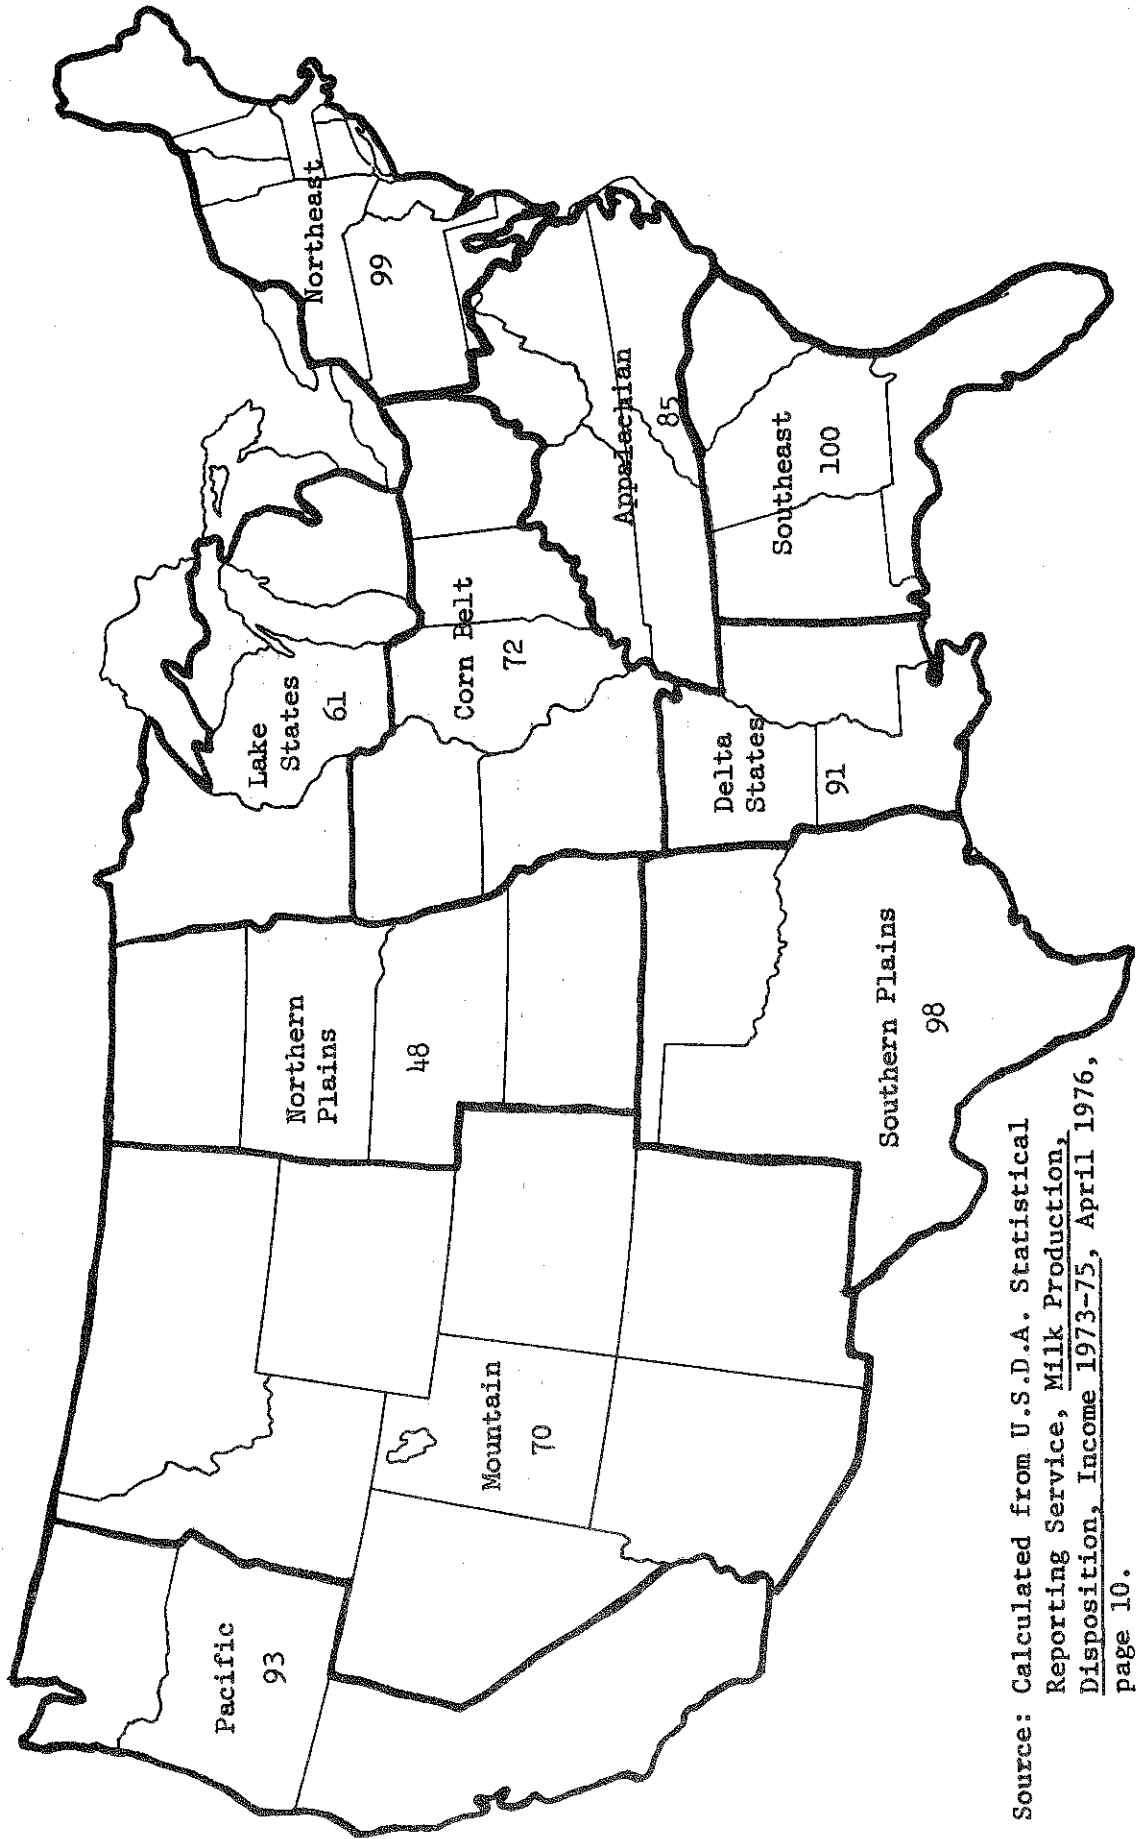 Pacific
93
Mountain
70
Northern
Plains
48
Lake
States
61
Corn Belt
72
Northeast
99
Appalachian
85
Southeast
100
Delta
States
91
Southern Plains
98
Source: Calculated from U.S.D.A. Statistical
Reporting Service, Milk Production,
Disposition, Income 1973-75, April 1976,
page 10.